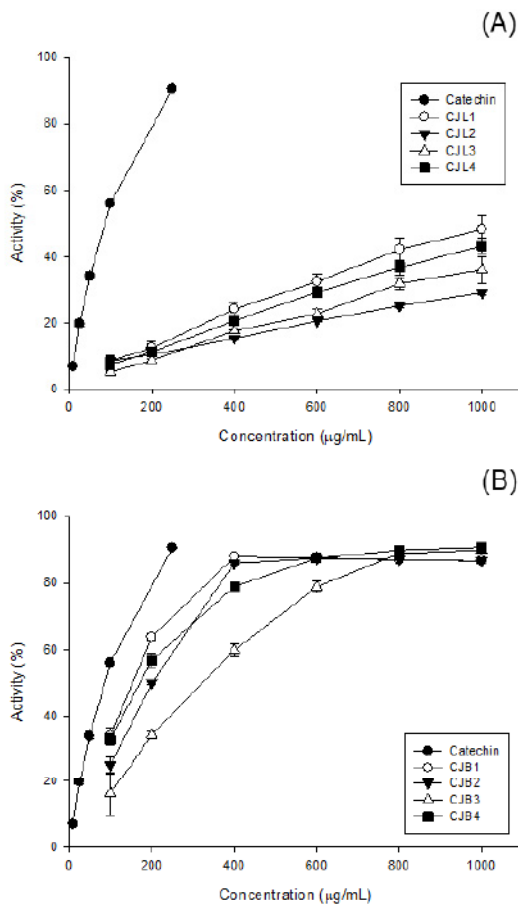 (A)
100
80
60
40
20
0
Activity (%)
Catechin
CJL1
CJL2
CJL3
CJL4
0 200 400 600 800 1000
Concentration (μg/mL)
(B)
100
80
60
40
20
0
Activity (%)
Catechin
CJB1
CJB2
CJB3
CJB4
0 200 400 600 800 1000
Concentration (μg/mL)